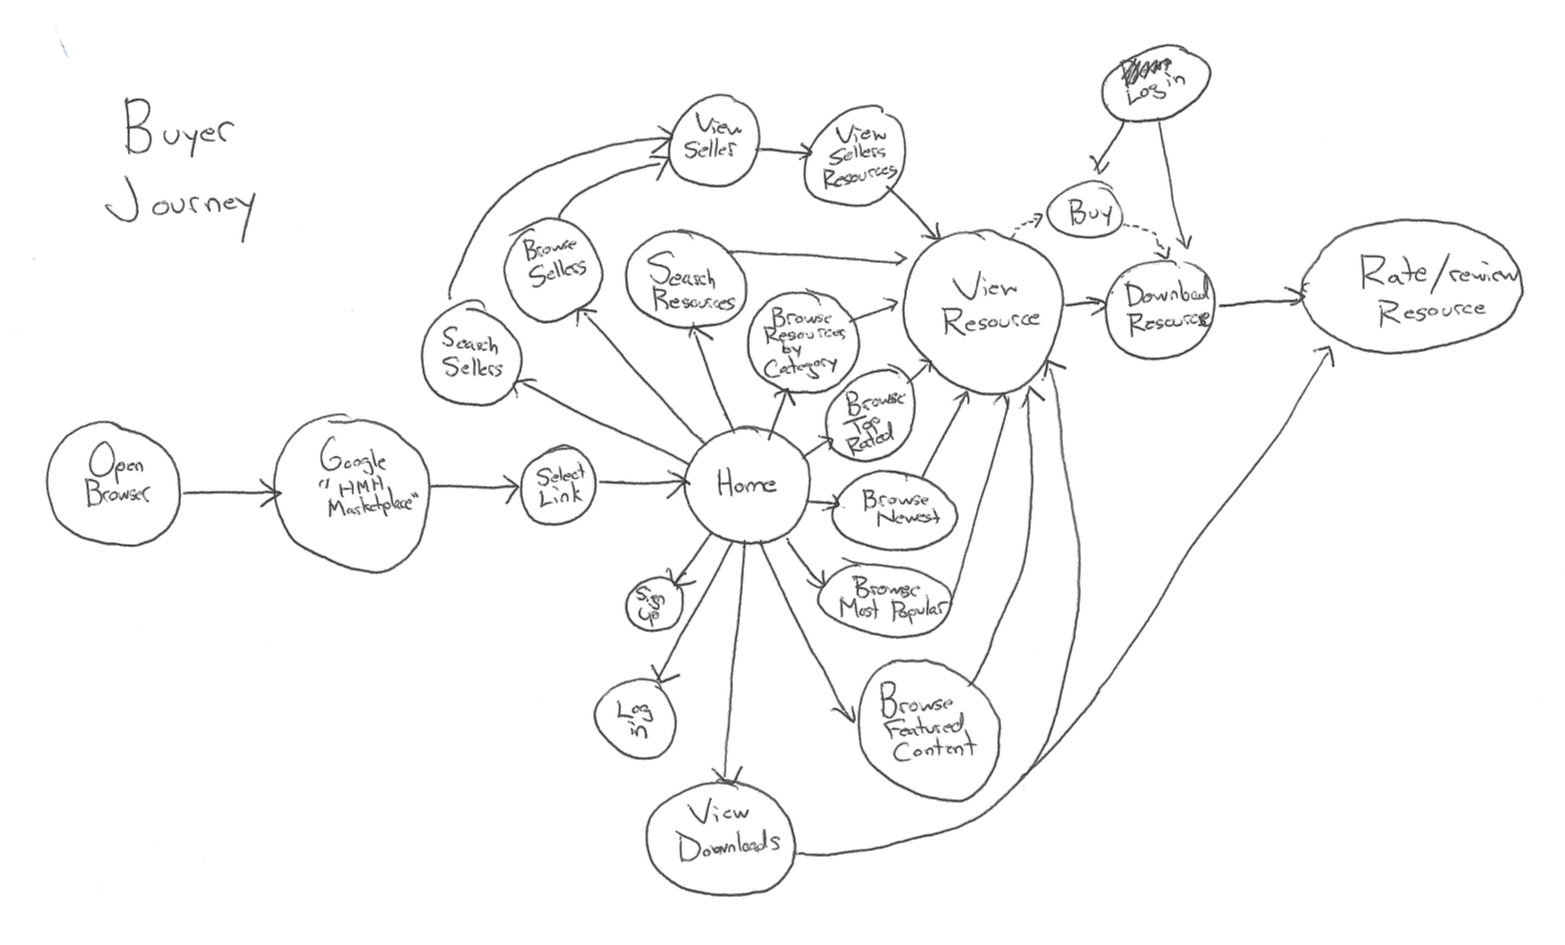 Buyer
Journey
Log in
View
Seller
View
Sellers
Resources
Buy
Browse
Sellers
Search
Resources
View
Resource
Download
Resource
Rate/review
Resource
Search
Sellers
Browse
Resources
by
Category
Browse
Top
Rated
Open
Browser
Google
"HMH
Marketplace"
Select
Link
Home
Browse
Newest
Browse
Most Popular
Sign
Up
Log
in
Browse
Featured
Content
View
Downloads